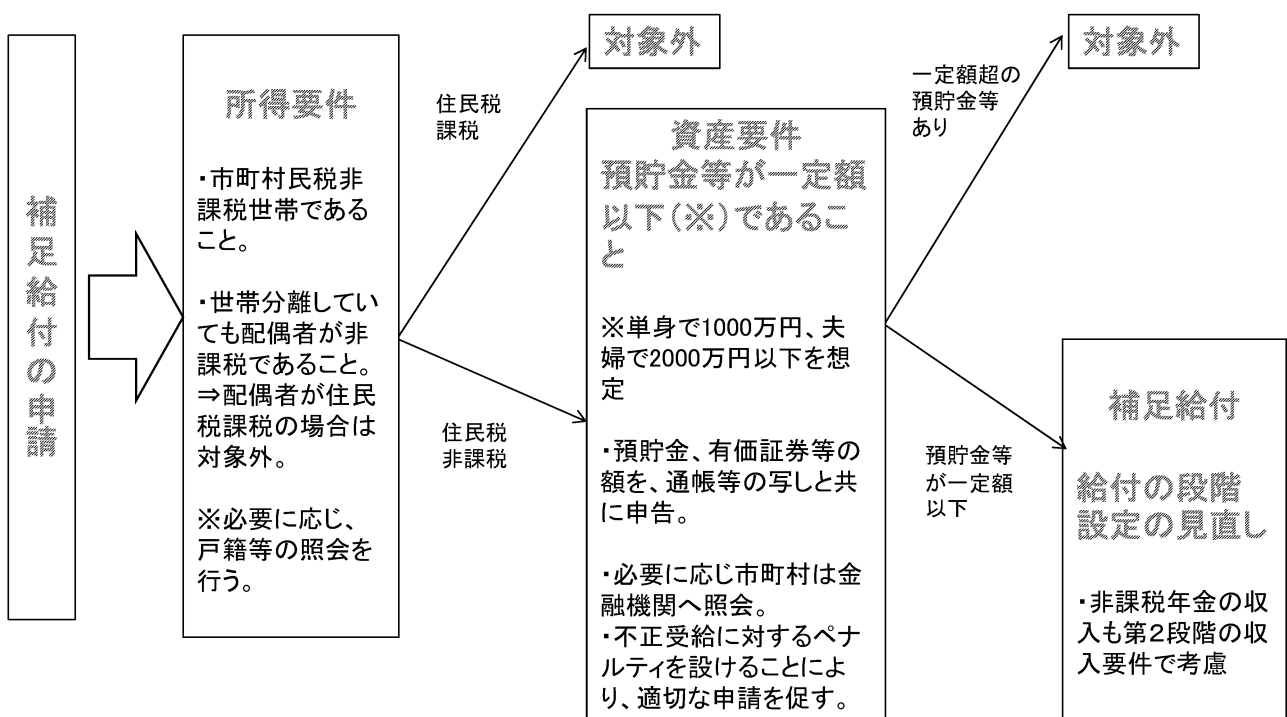 補足給付の申請
所得要件
・市町村民税非
課税世帯である
こと。
・世帯分離してい
ても配偶者が非
課税であること。
⇒配偶者が住民
税課税の場合は
対象外。
※必要に応じ、
戸籍等の照会を
行う。
住民税
課税
対象外
住民税
非課税
資産要件
預貯金等が一定額
以下(※)であるこ
と
※単身で1000万円、夫
婦で2000万円以下を想
定
・預貯金、有価証券等の
額を、通帳等の写しと共
に申告。
・必要に応じ市町村は金
融機関へ照会。
・不正受給に対するペナ
ルティを設けることによ
り、適切な申請を促す。
一定額超の
預貯金等
あり
対象外
預貯金等
が一定額
以下
補足給付
給付の段階
設定の見直し
・非課税年金の収
入も第2段階の収
入要件で考慮